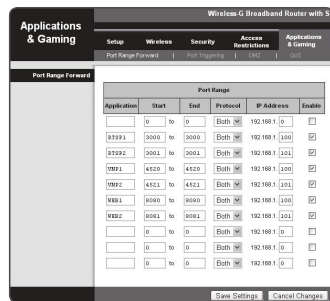 Wireless-G Broadband Router with S
Applications & Gaming
Setup Wireless Security Access Restrictions Applications & Gaming
Port Range Forward | Port Triggering | DMZ | QoS
Port Range Forward
Port Range
Application Start End Protocol IP Address Enable
0 to 0 Both 192.168.1. 0
RTSP1 3000 to 3000 Both 192.168.1. 100
RTSP2 3001 to 3001 Both 192.168.1. 101
VNP1 4520 to 4520 Both 192.168.1. 100
VNP2 4521 to 4521 Both 192.168.1. 101
WEB1 8080 to 8080 Both 192.168.1. 100
WEB2 8081 to 8081 Both 192.168.1. 101
0 to 0 Both 192.168.1. 0
0 to 0 Both 192.168.1. 0
0 to 0 Both 192.168.1. 0
Save Settings Cancel Changes